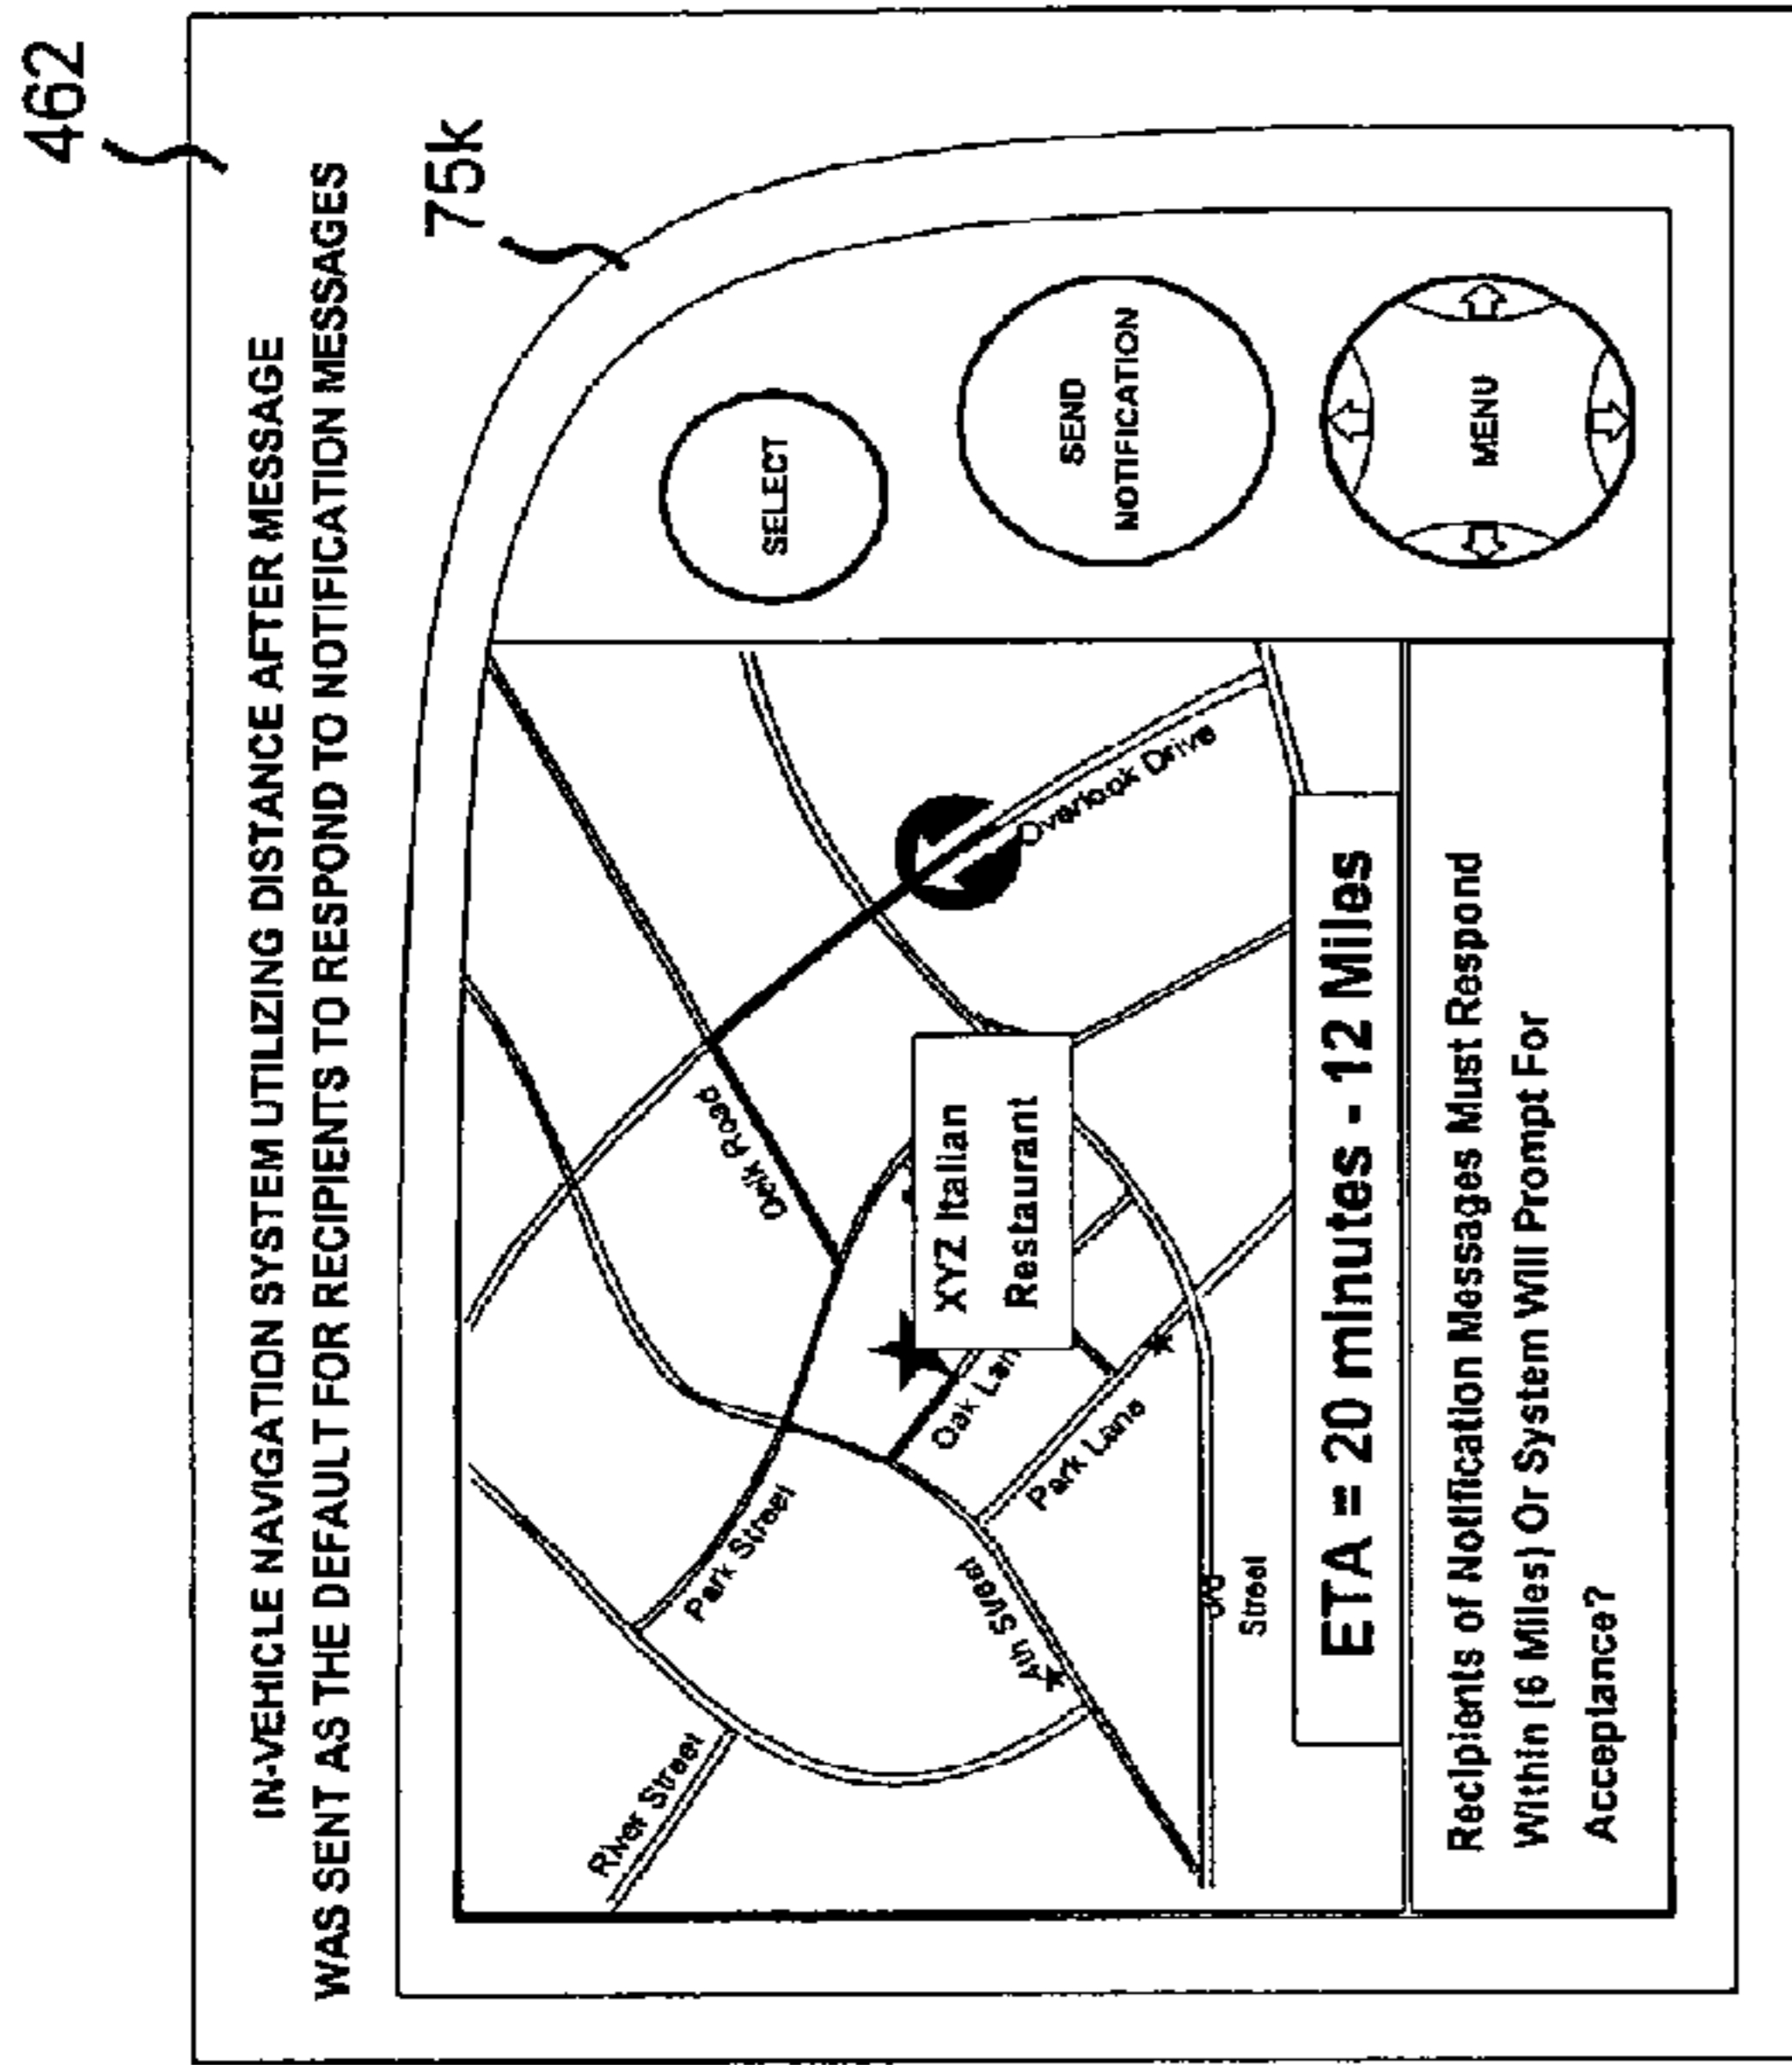 462
IN-VEHICLE NAVIGATION SYSTEM UTILIZING DISTANCE AFTER MESSAGE
WAS SENT AS THE DEFAULT FOR RECIPIENTS TO RESPOND TO NOTIFICATION MESSAGES
75k
River Street
Park Street
Delk Road
Overlook Drive
XYZ Italian
Restaurant
Oak Lan
Park Lane
4th Street
Street
ETA = 20 minutes - 12 Miles
Recipients of Notification Messages Must Respond
Within (6 Miles) Or System Will Prompt For
Acceptance?
SELECT
SEND
NOTIFICATION
MENU